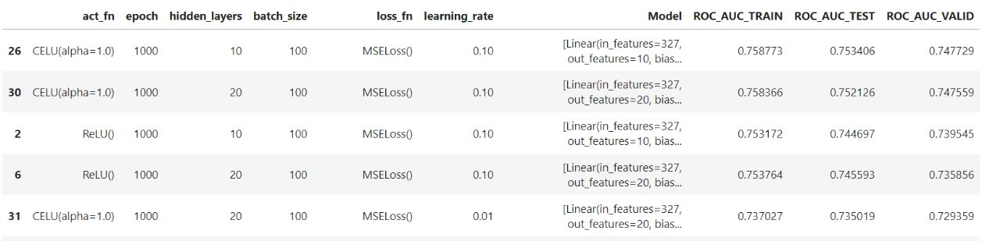 act_fn epoch hidden_layers batch_size loss_fn learning_rate Model ROC_AUC_TRAIN ROC_AUC_TEST ROC_AUC_VALID
26 CELU(alpha=1.0) 1000 10 100 MSELoss() 0.10 [Linear(in_features=327, 0.758773 0.753406 0.747729
out_features=10, bias...
30 CELU(alpha=1.0) 1000 20 100 MSELoss() 0.10 [Linear(in_features=327, 0.758366 0.752126 0.747559
out_features=20, bias...
2 ReLU() 1000 10 100 MSELoss() 0.10 [Linear(in_features=327, 0.753172 0.744697 0.739545
out_features=10, bias...
6 ReLU() 1000 20 100 MSELoss() 0.10 [Linear(in_features=327, 0.753764 0.745593 0.735856
out_features=20, bias...
31 CELU(alpha=1.0) 1000 20 100 MSELoss() 0.01 [Linear(in_features=327, 0.737027 0.735019 0.729359
out_features=20, bias...